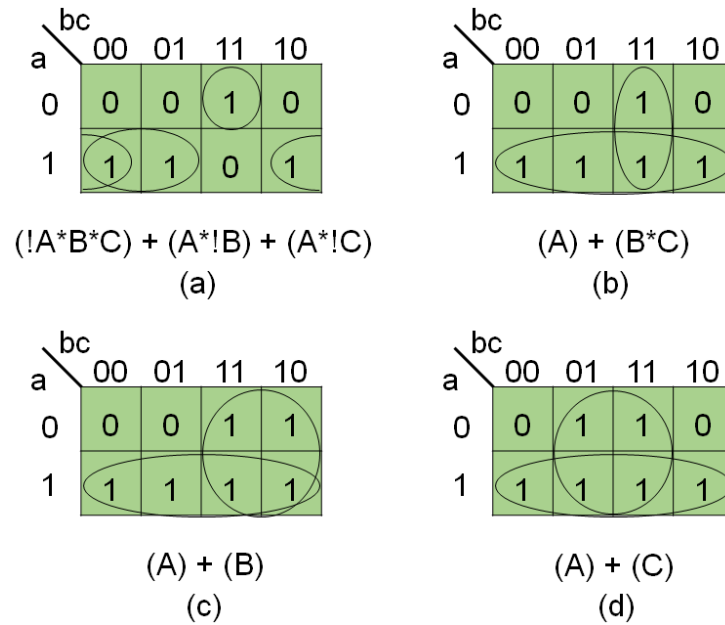 bc
00 01 11 10
a
0 0 0 1 0
1 1 1 0 1
(!A*B*C) + (A*!B) + (A*!C)
(a)
bc
00 01 11 10
a
0 0 0 1 0
1 1 1 1 1
(A) + (B*C)
(b)
bc
00 01 11 10
a
0 0 0 1 1
1 1 1 1 1
(A) + (B)
(c)
bc
00 01 11 10
a
0 0 1 1 0
1 1 1 1 1
(A) + (C)
(d)